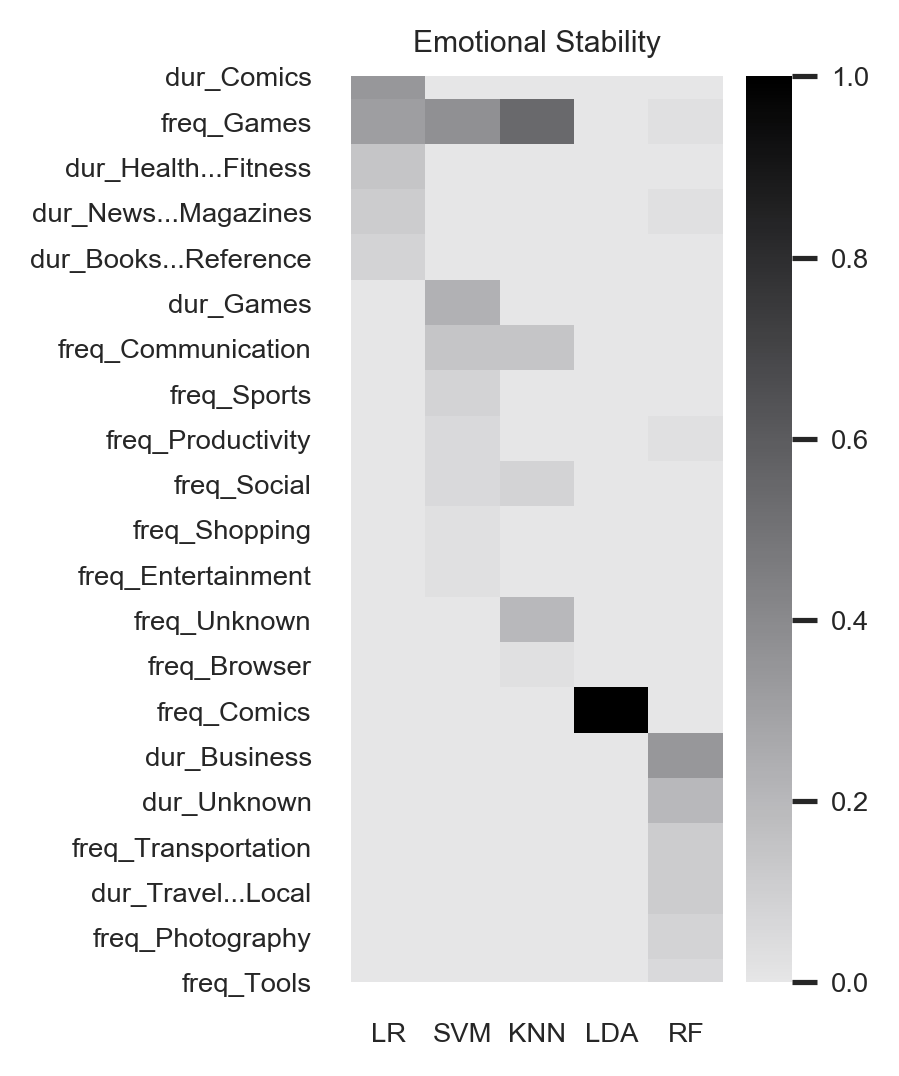 Emotional Stability
dur_Comics
freq_Games
dur_Health...Fitness
dur_News...Magazines
dur_Books...Reference
dur_Games
freq_Communication
freq_Sports
freq_Productivity
freq_Social
freq_Shopping
freq_Entertainment
freq_Unknown
freq_Browser
freq_Comics
dur_Business
dur_Unknown
freq_Transportation
dur_Travel...Local
freq_Photography
freq_Tools
LR SVM KNN LDA RF
1.0
0.8
0.6
0.4
0.2
0.0